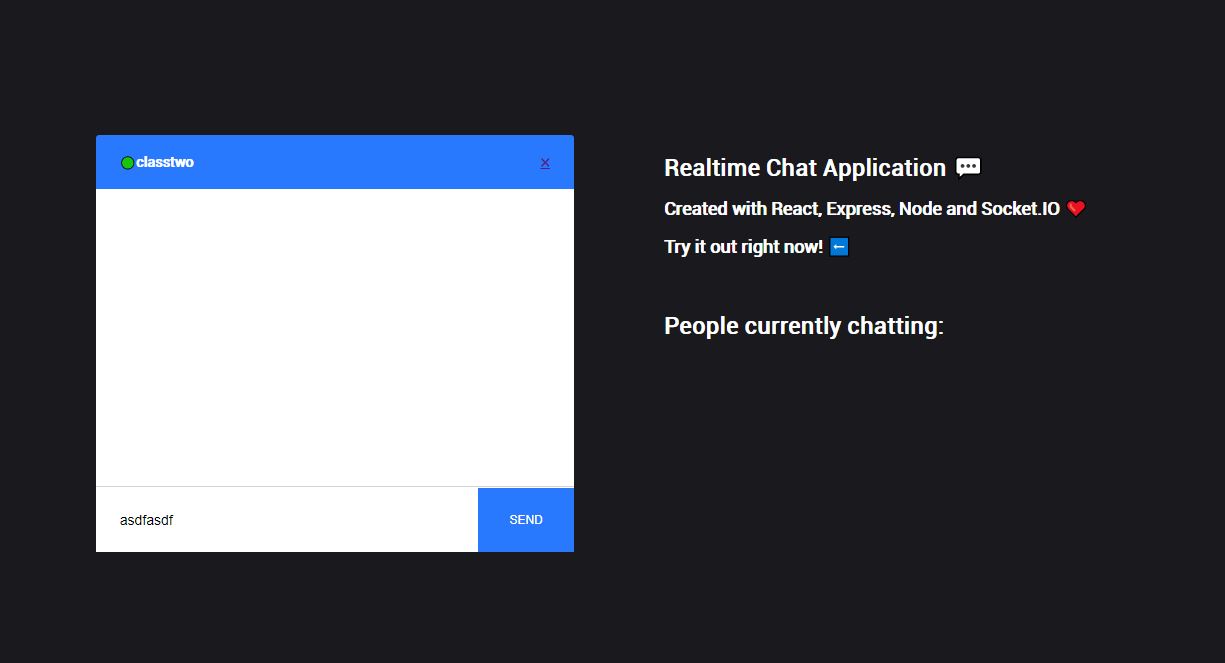 classtwo
×
asdfasdf
SEND
Realtime Chat Application 💬
Created with React, Express, Node and Socket.IO ❤️
Try it out right now! ⬅️
People currently chatting: